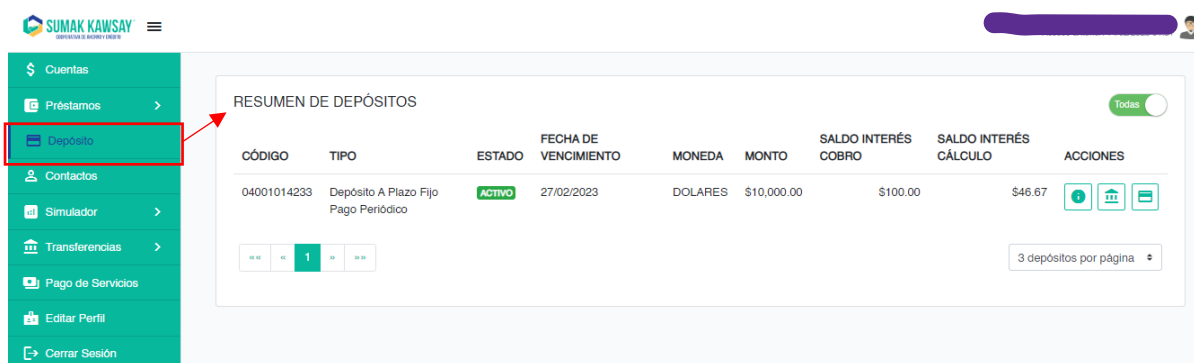 SUMAK KAWSAY
COOPERATIVA DE AHORRO Y CRÉDITO
Cuentas
Préstamos
Depósito
Contactos
Simulador
Transferencias
Pago de Servicios
Editar Perfil
Cerrar Sesión
RESUMEN DE DEPÓSITOS
Todas
CÓDIGO TIPO ESTADO FECHA DE VENCIMIENTO MONEDA MONTO SALDO INTERÉS COBRO SALDO INTERÉS CÁLCULO ACCIONES
04001014233 Depósito A Plazo Fijo Pago Periódico ACTIVO 27/02/2023 DOLARES $10,000.00 $100.00 $46.67
«« « 1 » »»
3 depósitos por página